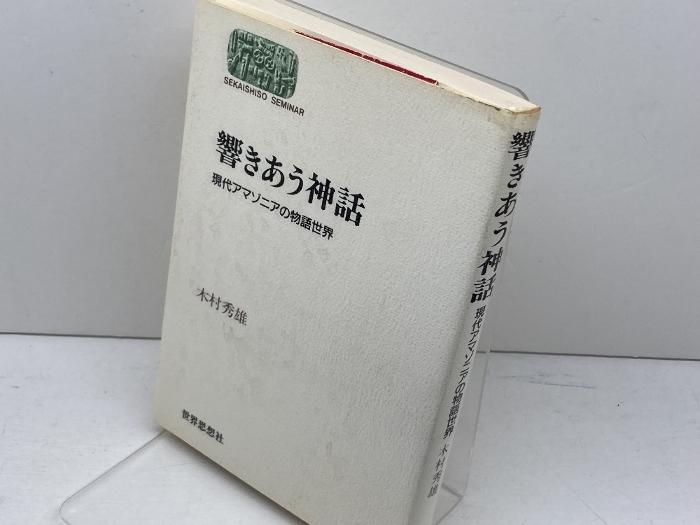 SEKAISHISO SEMINAR
響きあう神話
現代アマゾニアの物語世界
木村秀雄
世界思想社
響きあう神話 現代アマゾニアの物語世界 木村秀雄